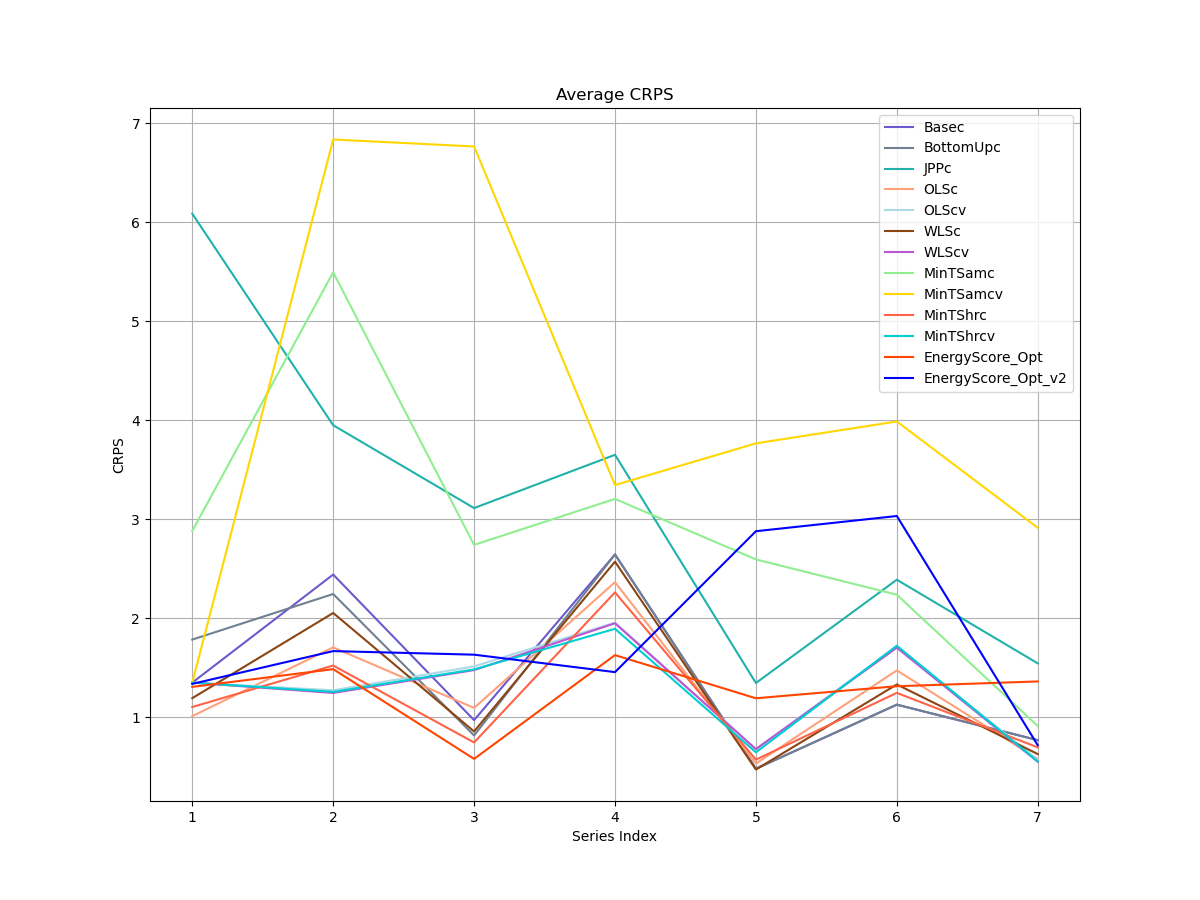 Average CRPS
7
6
5
4
3
2
1
CRPS
1 2 3 4 5 6 7
Series Index
Basec
BottomUpc
JPPc
OLSc
OLScv
WLSc
WLScv
MinTSamc
MinTSamcv
MinTShrc
MinTShrcv
EnergyScore_Opt
EnergyScore_Opt_v2